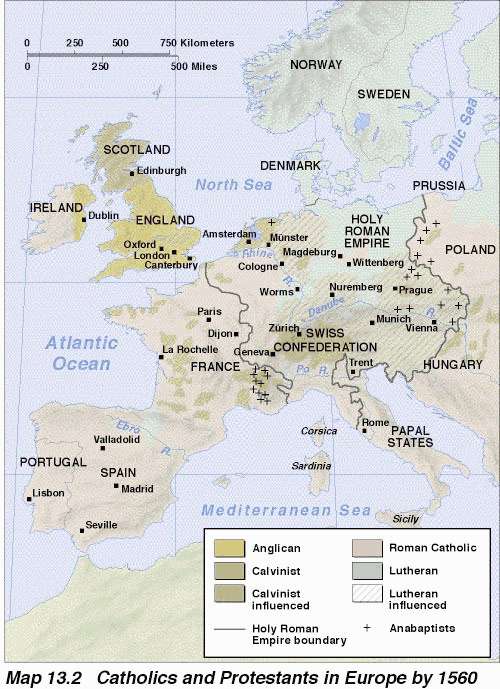 0 250 500 750 Kilometers
0 250 500 Miles
NORWAY
SWEDEN
Baltic Sea
SCOTLAND
Edinburgh
DENMARK
North Sea
PRUSSIA
IRELAND
Dublin
ENGLAND
HOLY
ROMAN
EMPIRE
POLAND
Amsterdam
Münster
Oxford
London
Canterbury
Rhine
R.
Magdeburg
Wittenberg
Cologne
Worms
Nuremberg
Prague
Danube
R.
Paris
Munich
Vienna
Zürich
SWISS
CONFEDERATION
Dijon
Atlantic
Ocean
La Rochelle
Geneva
FRANCE
Trent
HUNGARY
Po R.
Ebro
R.
Corsica
Rome
PAPAL
STATES
Valladolid
PORTUGAL
SPAIN
Madrid
Sardinia
Lisbon
Seville
Mediterranean Sea
Sicily
Anglican
Calvinist
Calvinist
influenced
Holy Roman
Empire boundary
Roman Catholic
Lutheran
Lutheran
influenced
Anabaptists
Map 13.2 Catholics and Protestants in Europe by 1560